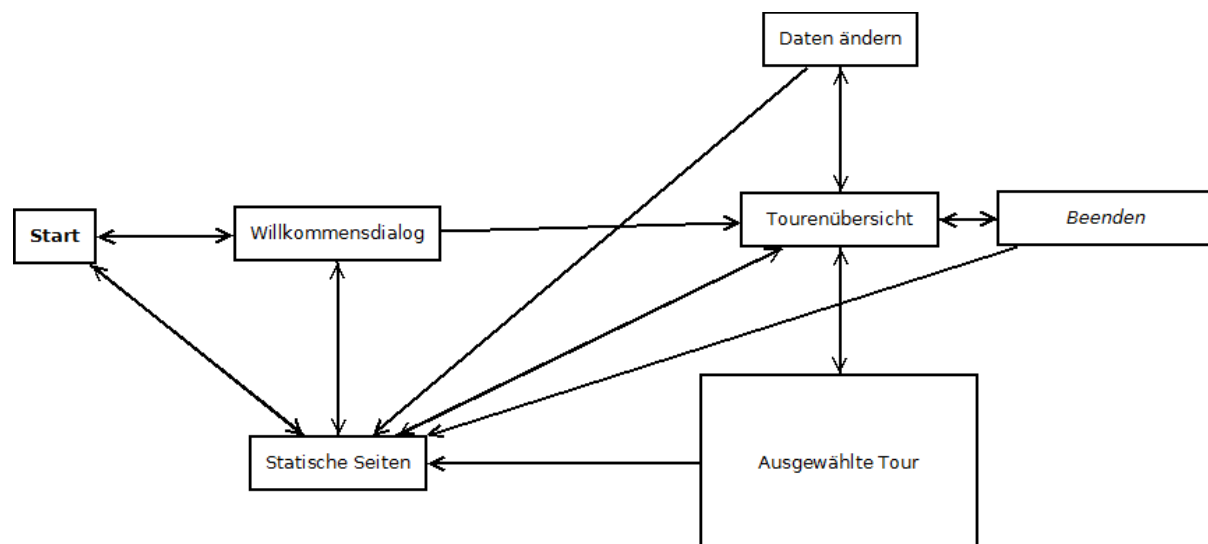 Daten ändern
Start
Willkommensdialog
Tourenübersicht
Beenden
Statische Seiten
Ausgewählte Tour